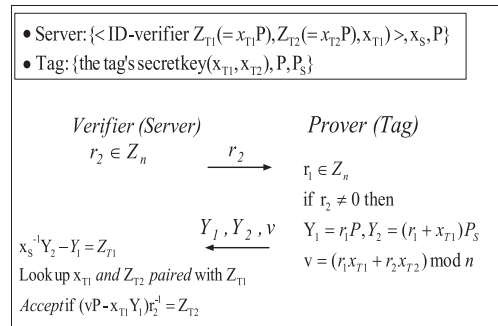 • Server:{< ID-verifier Z_T1(= x_T1P),Z_T2(= x_T2P),x_T1) >,x_S,P}
• Tag:{the tag's secretkey(x_T1,x_T2),P,P_S}
Verifier (Server)
Prover (Tag)
r_2 ∈ Z_n
r_2
r_1 ∈ Z_n
if r_2 ≠ 0 then
Y_1 , Y_2 , v
Y_1 = r_1P, Y_2 = (r_1 + x_T1)P_S
v = (r_1x_T1 + r_2x_T2) mod n
x_S^-1Y_2 – Y_1 = Z_T1
Lookup x_T1 and Z_T2 paired with Z_T1
Accept if (vP - x_T1Y_1)r_2^-1 = Z_T2